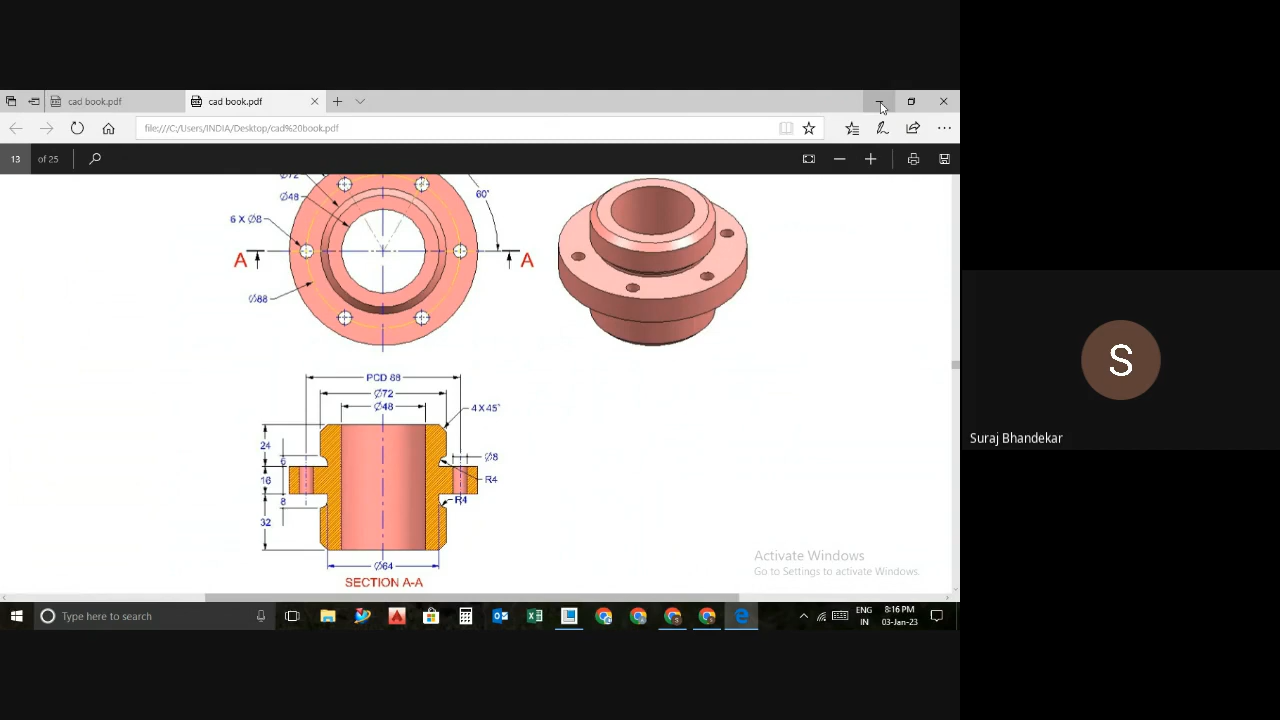 cad book.pdf
cad book.pdf
file:///C:/Users/INDIA/Desktop/cad%20book.pdf
13 of 25
Ø72
Ø48
60°
6 X Ø8
A
A
Ø88
PCD 88
Ø72
Ø48
4 X 45°
24
6
Ø8
16
R4
8
R4
32
Ø64
SECTION A-A
Activate Windows
Go to Settings to activate Windows.
S
Suraj Bhandekar
Type here to search
ENG
IN
8:16 PM
03-Jan-23